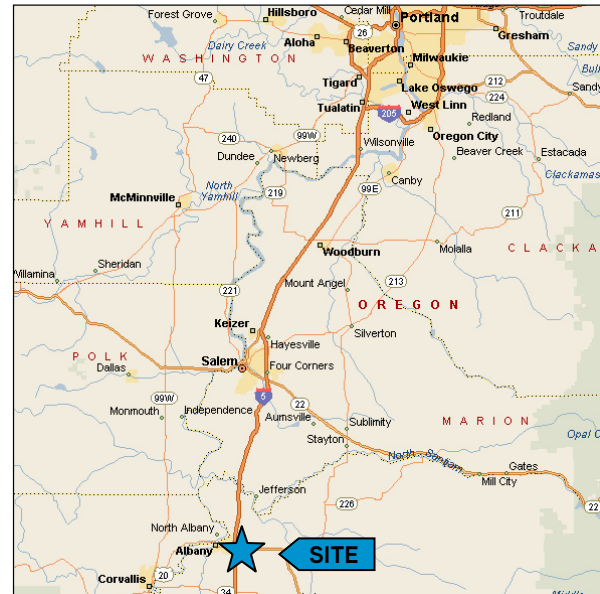 Hillsboro
Cedar Mill
Portland
Troutdale
Forest Grove
26
Gresham
Aloha
Beaverton
Dairy Creek
Milwaukie
Sandy
WASHINGTON
47
Tigard
Lake Oswego
212
Tualatin
West Linn
224
Sandy
205
Redland
240
99W
Oregon City
Wilsonville
Beaver Creek
Estacada
Dundee
Newberg
Canby
Clackamas
North Yamhill
219
99E
McMinnville
211
YAMHILL
Woodburn
Molalla
CLACKA
Sheridan
Willamina
Mount Angel
213
221
OREGON
Keizer
Silverton
Hayesville
POLK
Salem
Four Corners
Dallas
5
99W
22
Monmouth
Independence
Aumsville
Sublimity
MARION
Stayton
Opal C
North Santiam
Gates
Mill City
Jefferson
226
22
North Albany
Albany
SITE
Corvallis
20
34